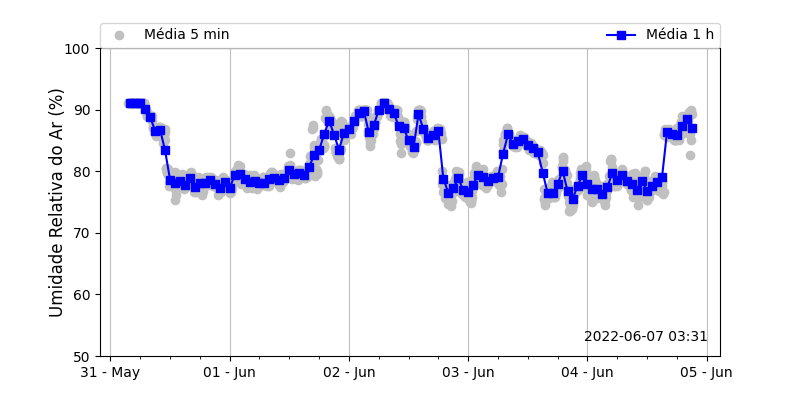 Média 5 min
Média 1 h
Umidade Relativa do Ar (%)
100
90
80
70
60
50
2022-06-07 03:31
31 - May
01 - Jun
02 - Jun
03 - Jun
04 - Jun
05 - Jun